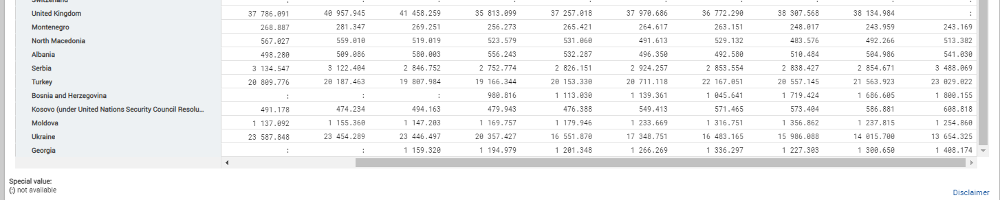 Switzerland : : : : : : : : : :
United Kingdom 37 786.091 40 957.945 41 458.259 35 813.099 37 257.018 37 970.686 36 772.290 38 307.568 38 134.984 :
Montenegro 268.887 281.347 269.251 256.273 265.421 264.617 263.151 248.017 243.959 243.169
North Macedonia 567.027 559.010 519.019 523.579 531.060 491.613 529.132 483.576 492.266 513.382
Albania 498.280 509.086 580.003 556.243 532.287 496.350 492.580 510.484 504.986 541.030
Serbia 3 134.547 3 122.404 2 846.752 2 752.774 2 826.151 2 924.257 2 853.554 2 838.427 2 854.671 3 488.069
Turkey 20 809.776 20 187.463 19 807.984 19 166.344 20 153.330 20 711.118 22 167.051 20 557.145 21 563.923 23 029.022
Bosnia and Herzegovina : : : 980.816 1 113.030 1 139.361 1 045.641 1 719.424 1 686.605 1 800.155
Kosovo (under United Nations Security Council Resolu... 491.178 474.234 494.163 479.943 476.388 549.413 571.465 573.404 586.881 608.818
Moldova 1 137.092 1 155.360 1 147.203 1 169.757 1 179.946 1 233.669 1 316.751 1 356.862 1 237.815 1 254.860
Ukraine 23 587.848 23 454.289 23 446.497 20 357.427 16 551.870 17 348.751 16 483.165 15 986.088 14 015.700 13 654.325
Georgia : : 1 159.320 1 194.979 1 201.348 1 266.269 1 336.297 1 227.303 1 300.650 1 408.174
Special value:
(:) not available
Disclaimer